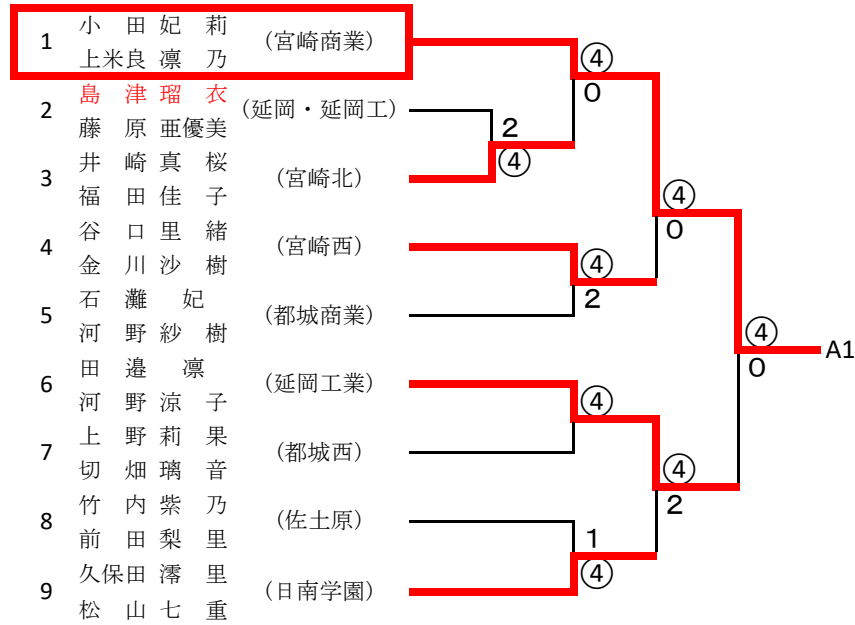 1 小田妃莉 (宮崎商業)
上米良凛乃
④
0
2 島津瑠衣 (延岡・延岡工)
藤原亜優美
2
④
3 井崎真桜 (宮崎北)
福田佳子
④
0
4 谷口里緒 (宮崎西)
金川沙樹
④
2
5 石灘妃 (都城商業)
河野紗樹
④
0
A1
6 田邉凛 (延岡工業)
河野涼子
④
7 上野莉果 (都城西)
切畑璃音
④
2
8 竹内紫乃 (佐土原)
前田梨里
1
④
9 久保田澪里 (日南学園)
松山七重